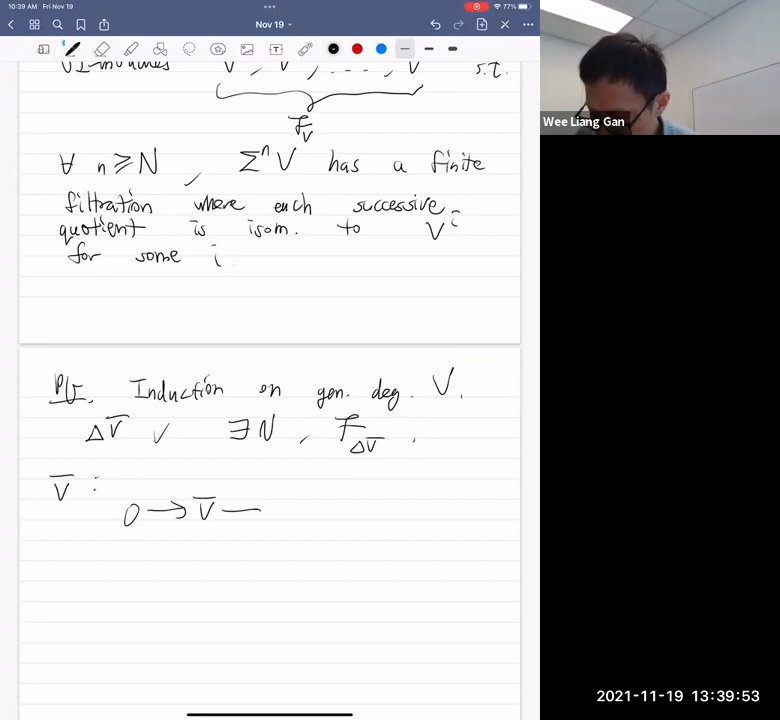 10:39 AM Fri Nov 19
77%
Nov 19
VI-modules V , V , ...., V s.t.
F_V
∀ n ≥ N , Σ^n V has a finite
filtration where each successive
quotient is isom. to V^i
for some i
Pf. Induction on gen. deg. V.
ΔV̅ ✓ ∃ N , F_ΔV̅ .
V̅ :
0 → V̅ —
Wee Liang Gan
2021-11-19 13:39:53